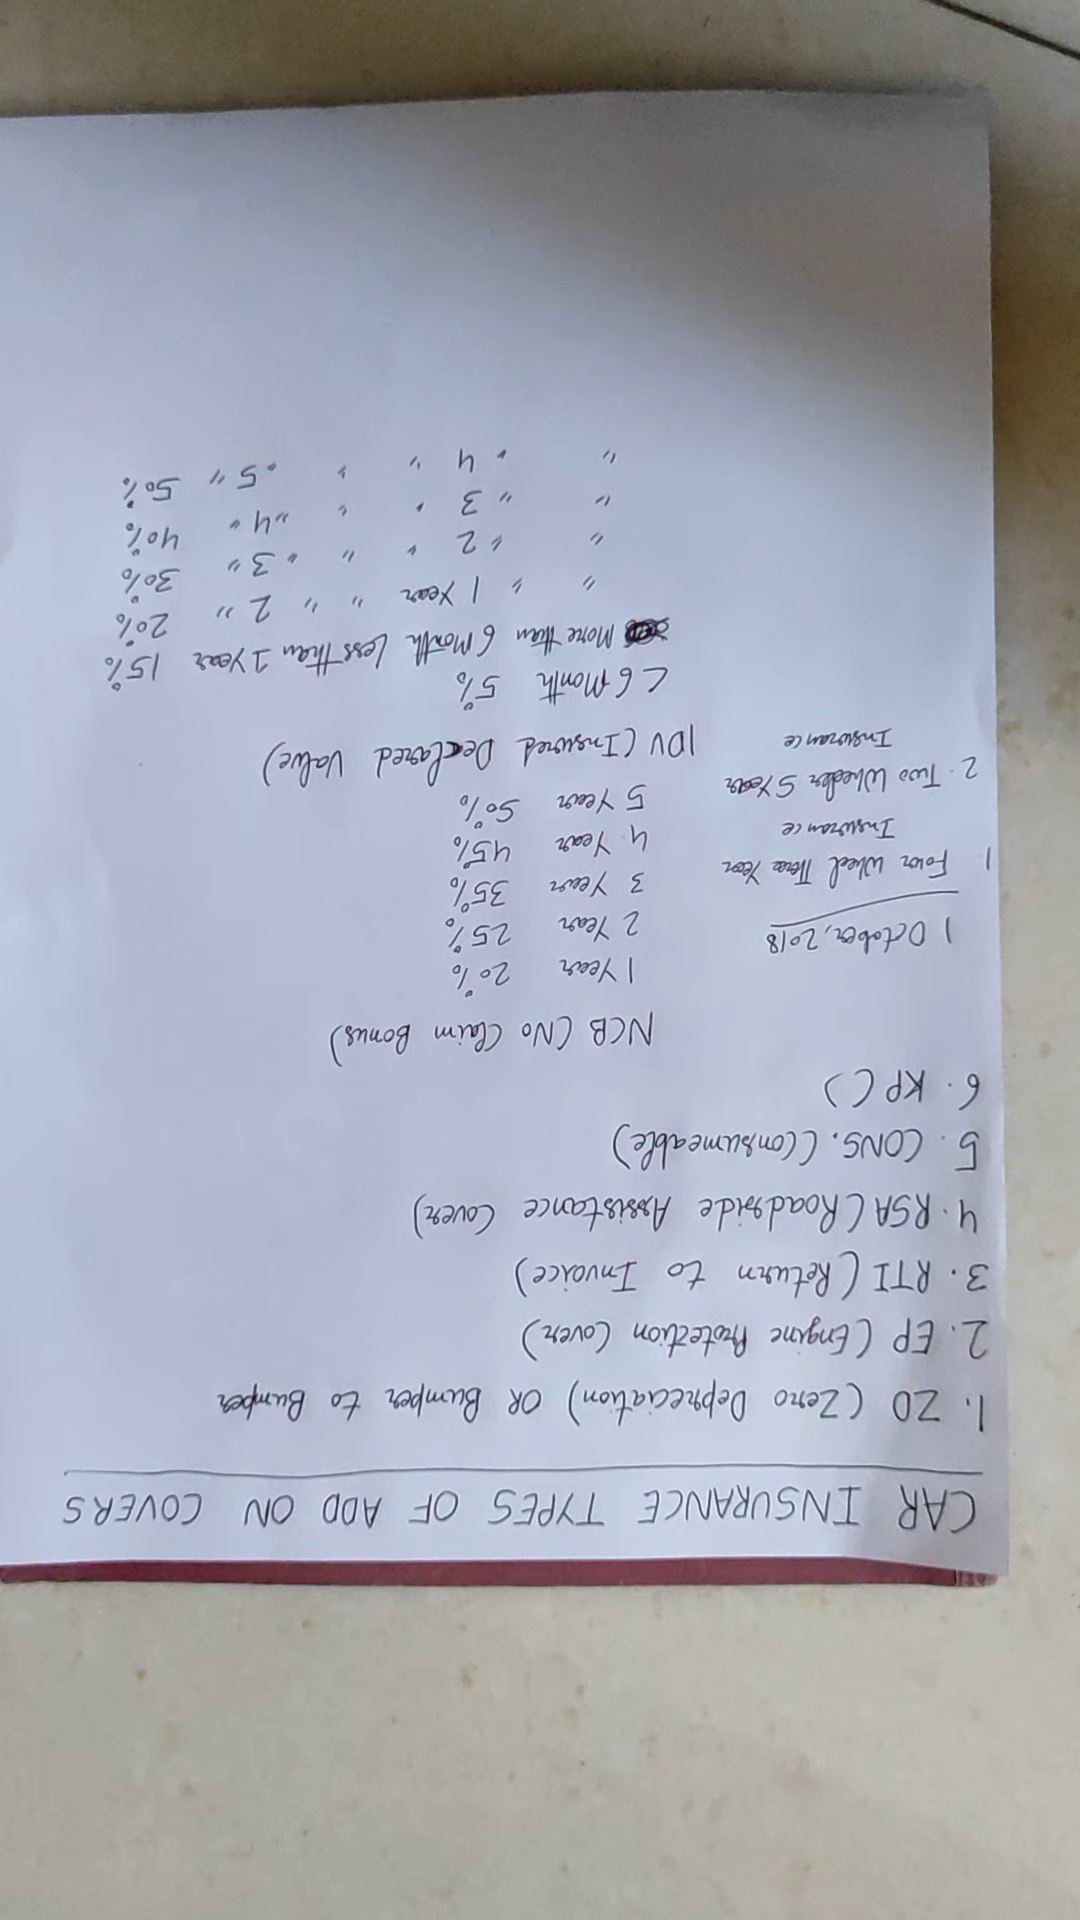 CAR INSURANCE TYPES OF ADD ON COVERS
1. ZD (Zero Depreciation) OR Bumper to Bumper
2. EP (Engine Protection Cover)
3. RTI (Return to Invoice)
4. RSA (Roadside Assistance Cover)
5. CONS. (Consumeable)
6. KP ( )
NCB (No Claim Bonus)
1 Year 20%
2 Year 25%
3 Year 35%
4 Year 45%
5 Year 50%
1 October, 2018
1 Four Wheel Year
Insurance
2. Two Wheeler 5 Year
Insurance
IDV (Insured Declared Value)
< 6 Month 5%
More than 6 Month Less than 1 Year 15%
" " 1 Year " " 2 " 20%
" " 2 " " " 3 " 30%
" " 3 " " " 4 " 40%
" " 4 " " " 5 " 50%